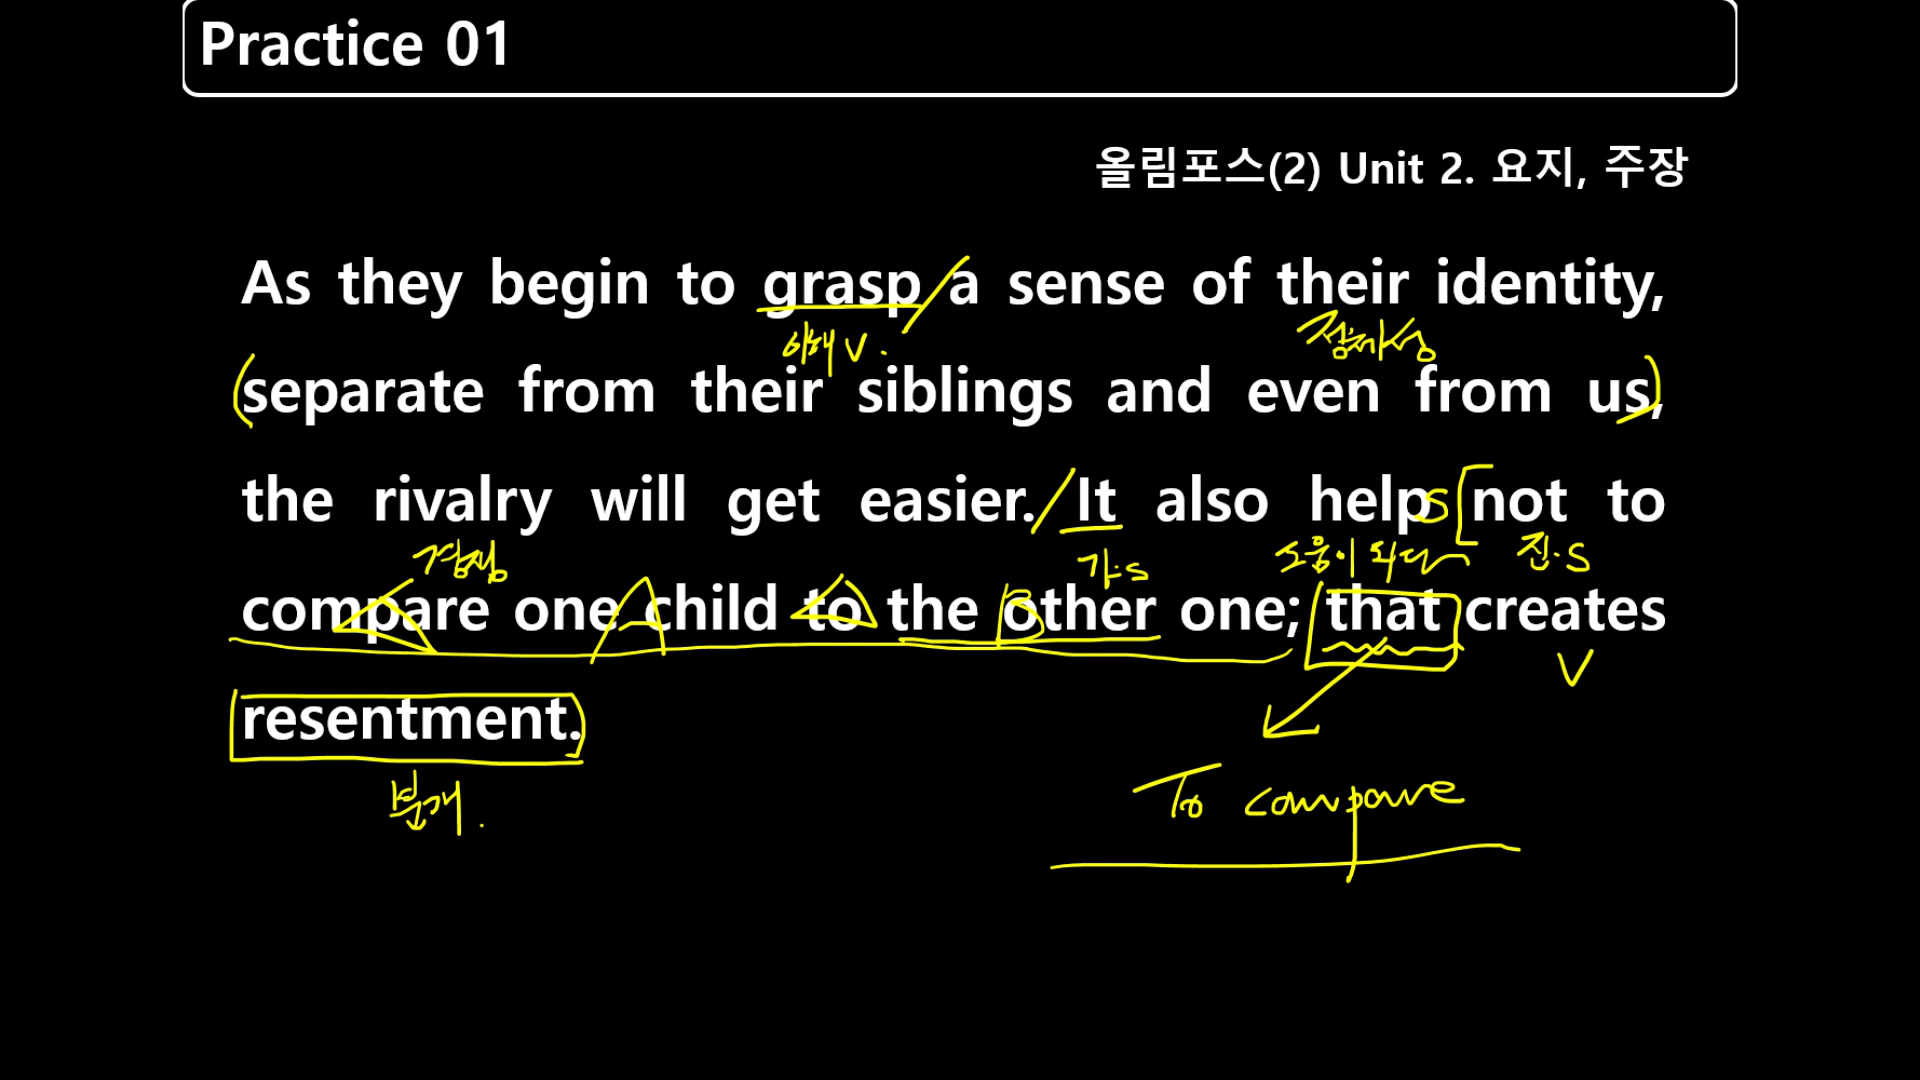 Practice 01
올림포스(2) Unit 2. 요지, 주장
As they begin to grasp a sense of their identity,
이해 V.
정체성
separate from their siblings and even from us,
the rivalry will get easier. It also helps not to
경쟁
가.S
도움이 되다
진.S
compare one child to the other one; that creates
A
B
V
resentment.
분개.
To compare